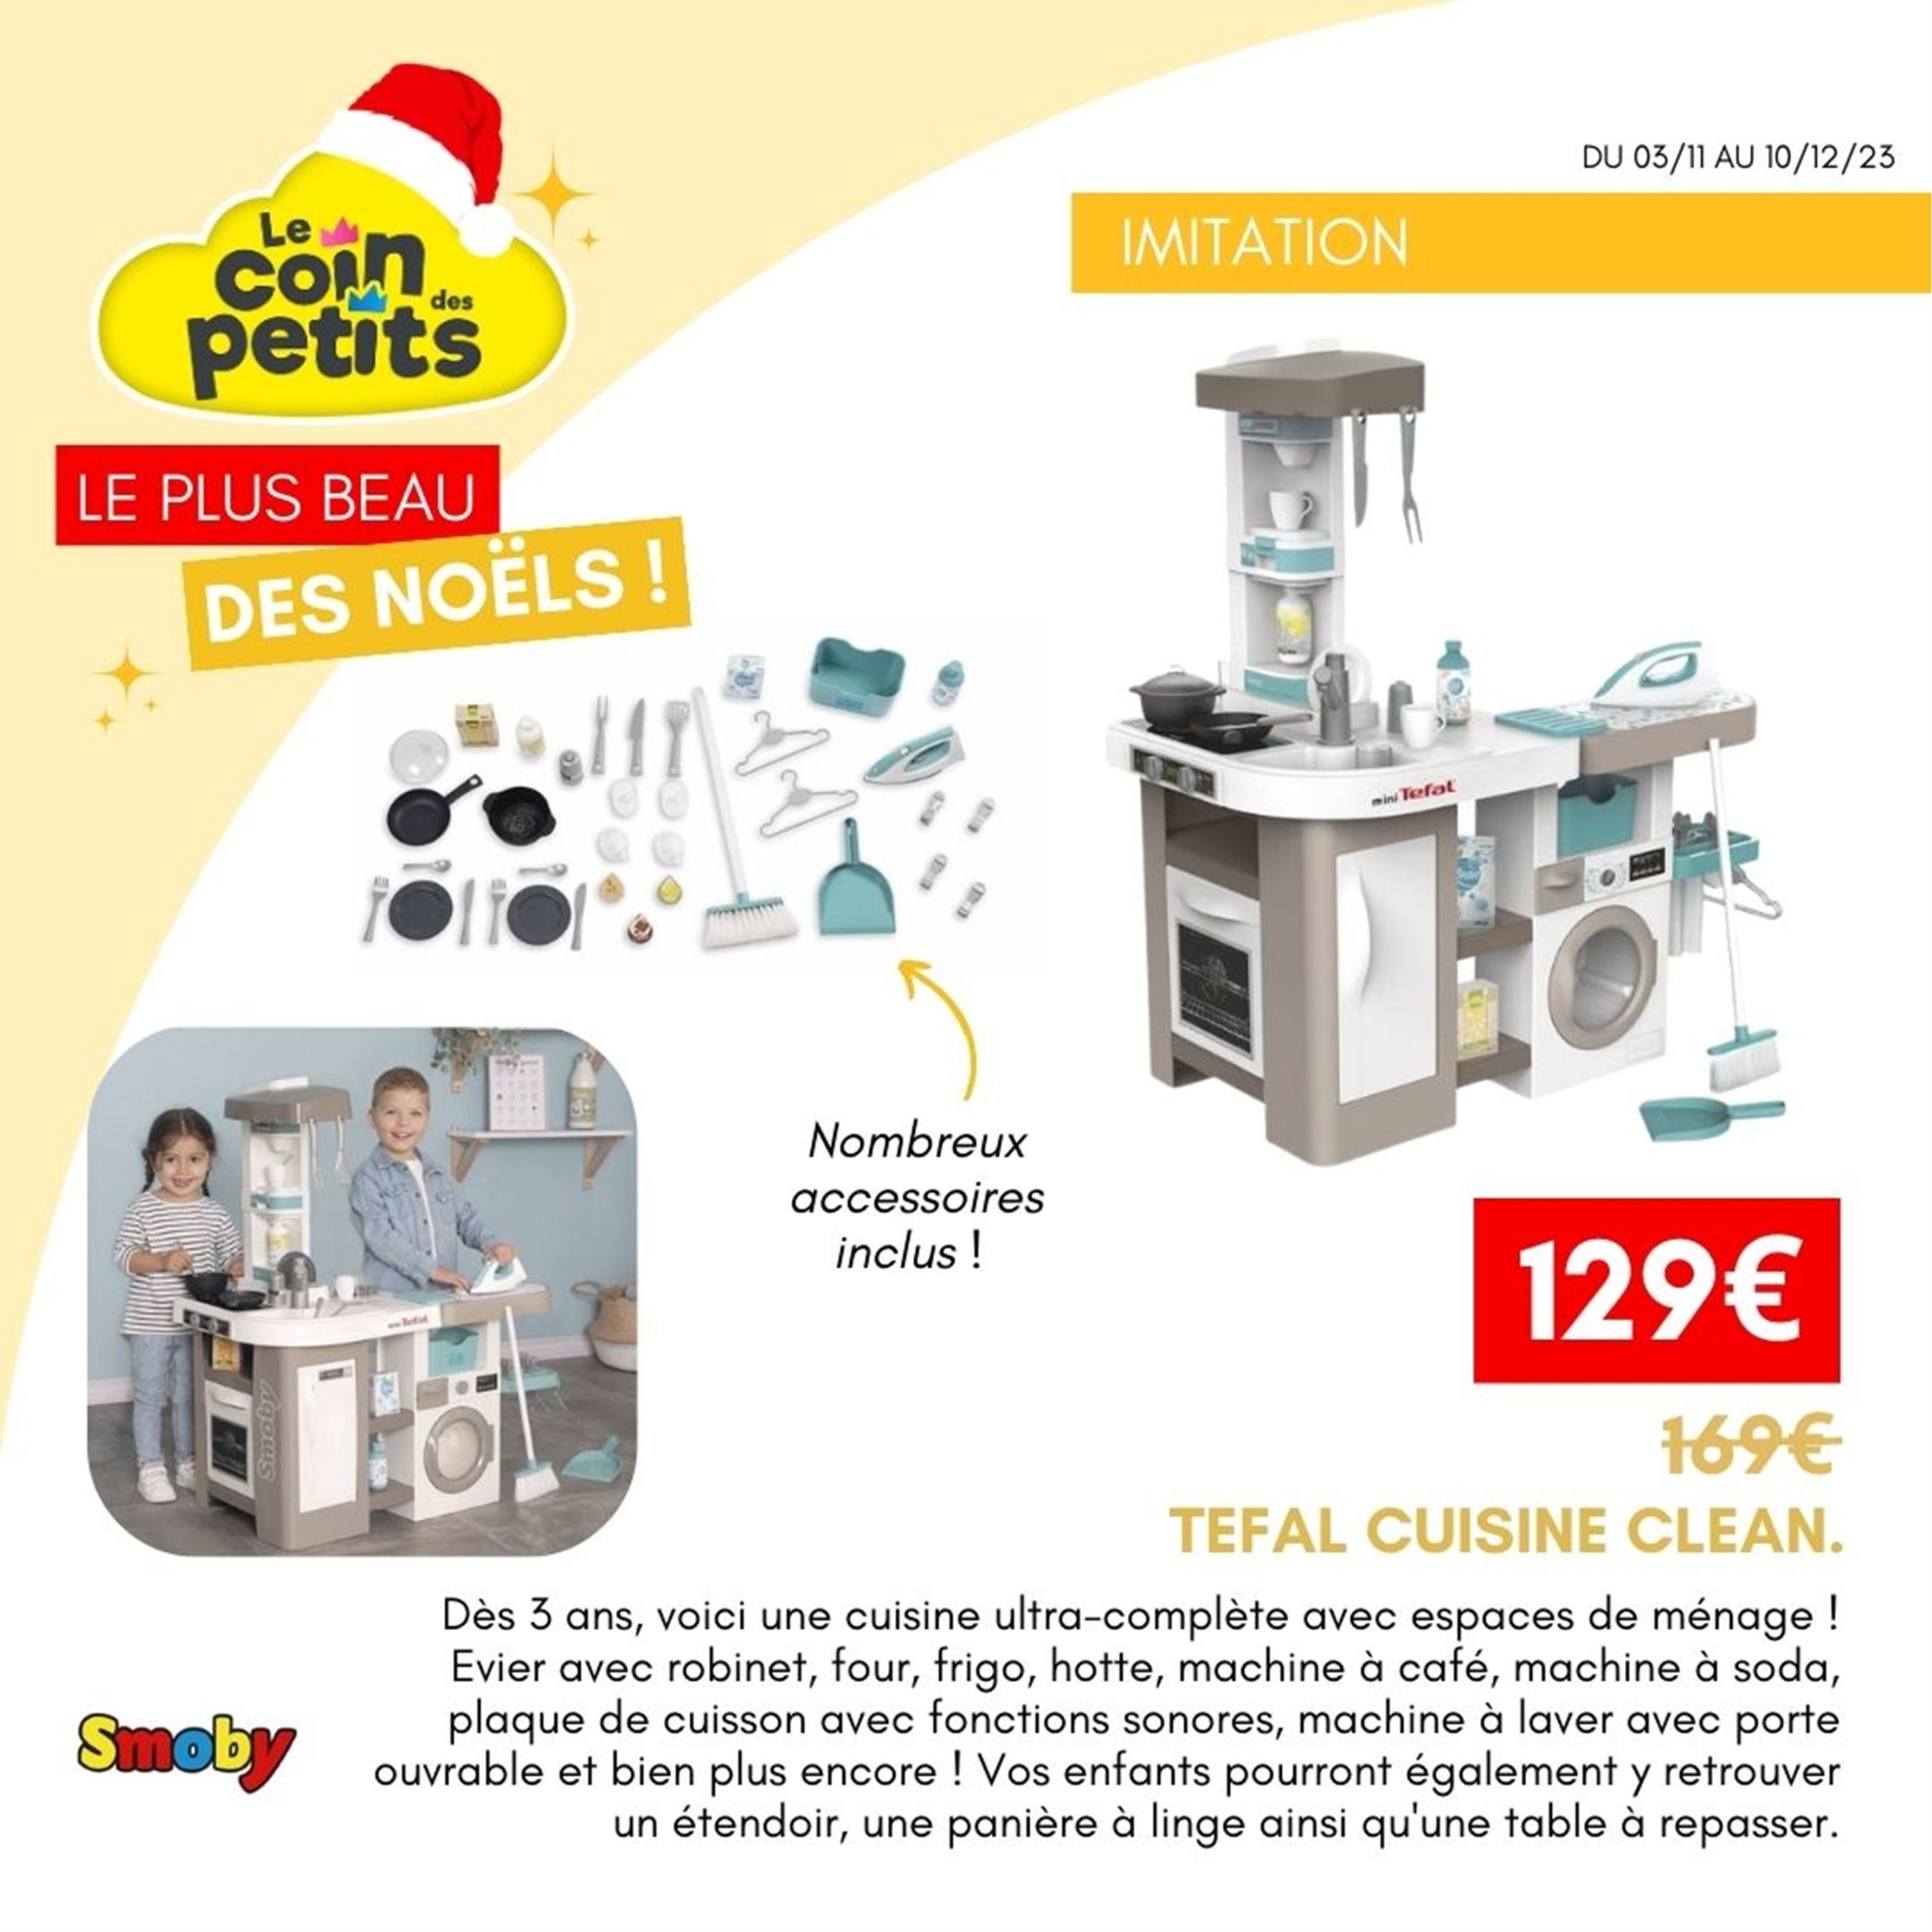 Le
coin
des
petits
DU 03/11 AU 10/12/23
IMITATION
LE PLUS BEAU
DES NOËLS !
mini Tefal
Nombreux
accessoires
inclus !
mini Tefal
Smoby
129€
169€
TEFAL CUISINE CLEAN.
Dès 3 ans, voici une cuisine ultra-complète avec espaces de ménage !
Evier avec robinet, four, frigo, hotte, machine à café, machine à soda,
plaque de cuisson avec fonctions sonores, machine à laver avec porte
ouvrable et bien plus encore ! Vos enfants pourront également y retrouver
un étendoir, une panière à linge ainsi qu'une table à repasser.
Smoby